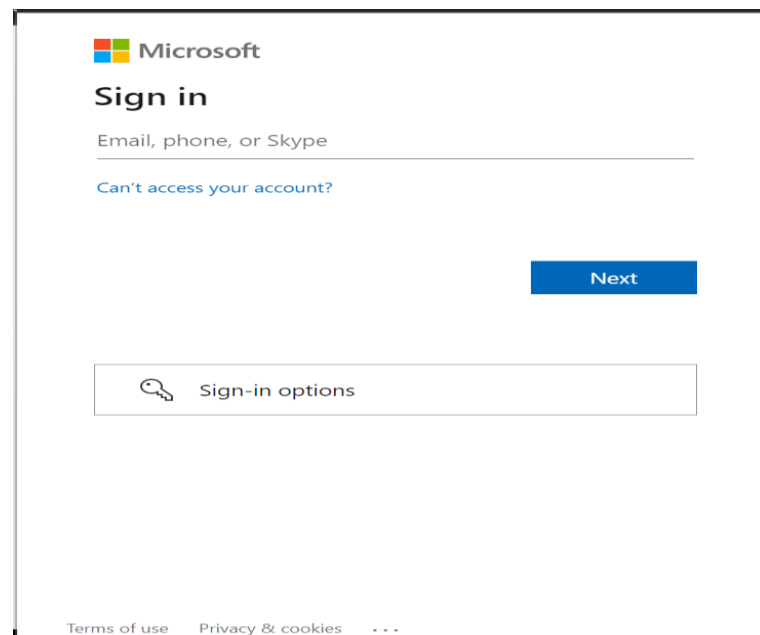 Microsoft
Sign in
Email, phone, or Skype
Can't access your account?
Next
Sign-in options
Terms of use Privacy & cookies ...